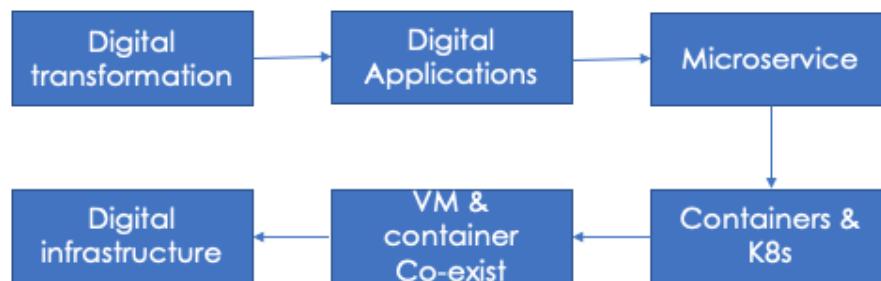 Digital
transformation
Digital
Applications
Microservice
Containers &
K8s
VM &
container
Co-exist
Digital
infrastructure